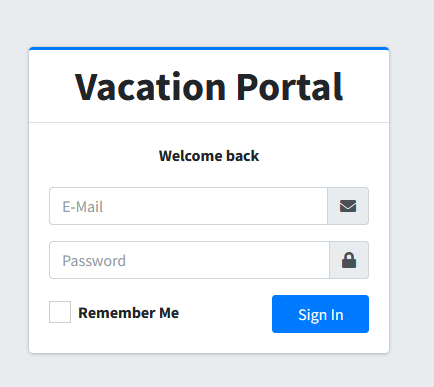 Vacation Portal
Welcome back
E-Mail
Password
Remember Me
Sign In